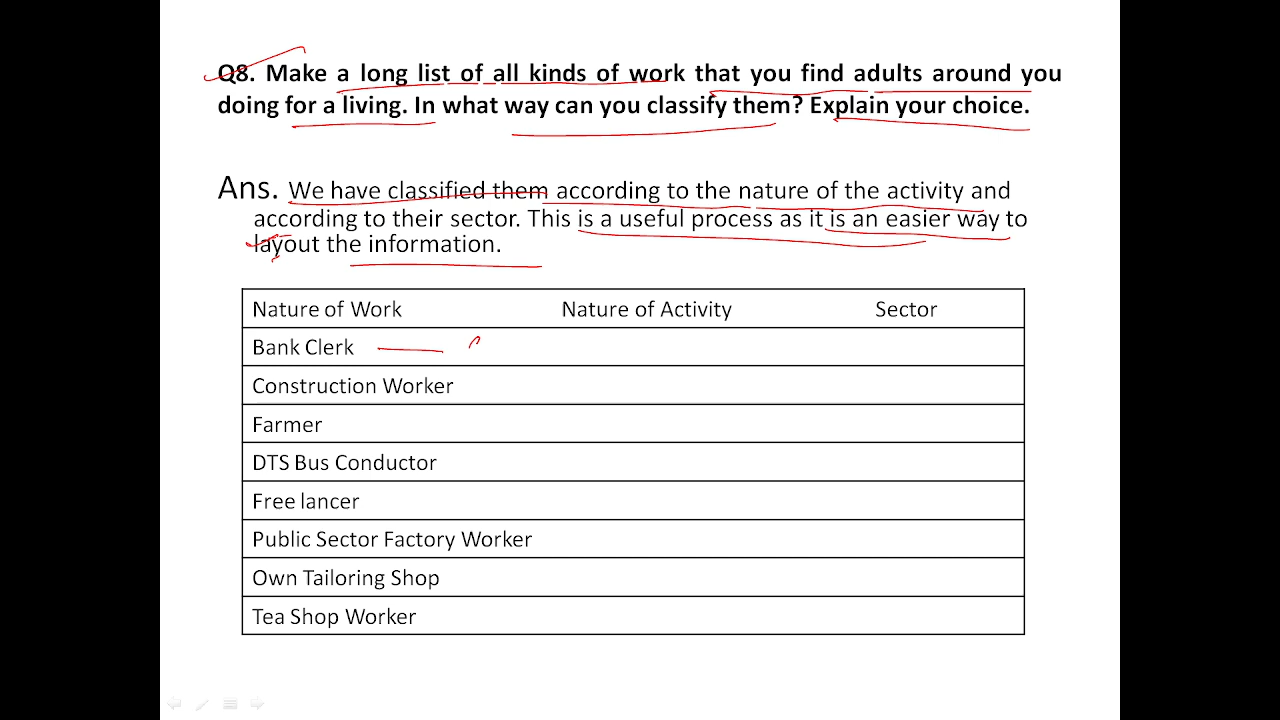 Q8. Make a long list of all kinds of work that you find adults around you
doing for a living. In what way can you classify them? Explain your choice.
Ans. We have classified them according to the nature of the activity and
according to their sector. This is a useful process as it is an easier way to
layout the information.
Nature of Work Nature of Activity Sector
Bank Clerk
Construction Worker
Farmer
DTS Bus Conductor
Free lancer
Public Sector Factory Worker
Own Tailoring Shop
Tea Shop Worker